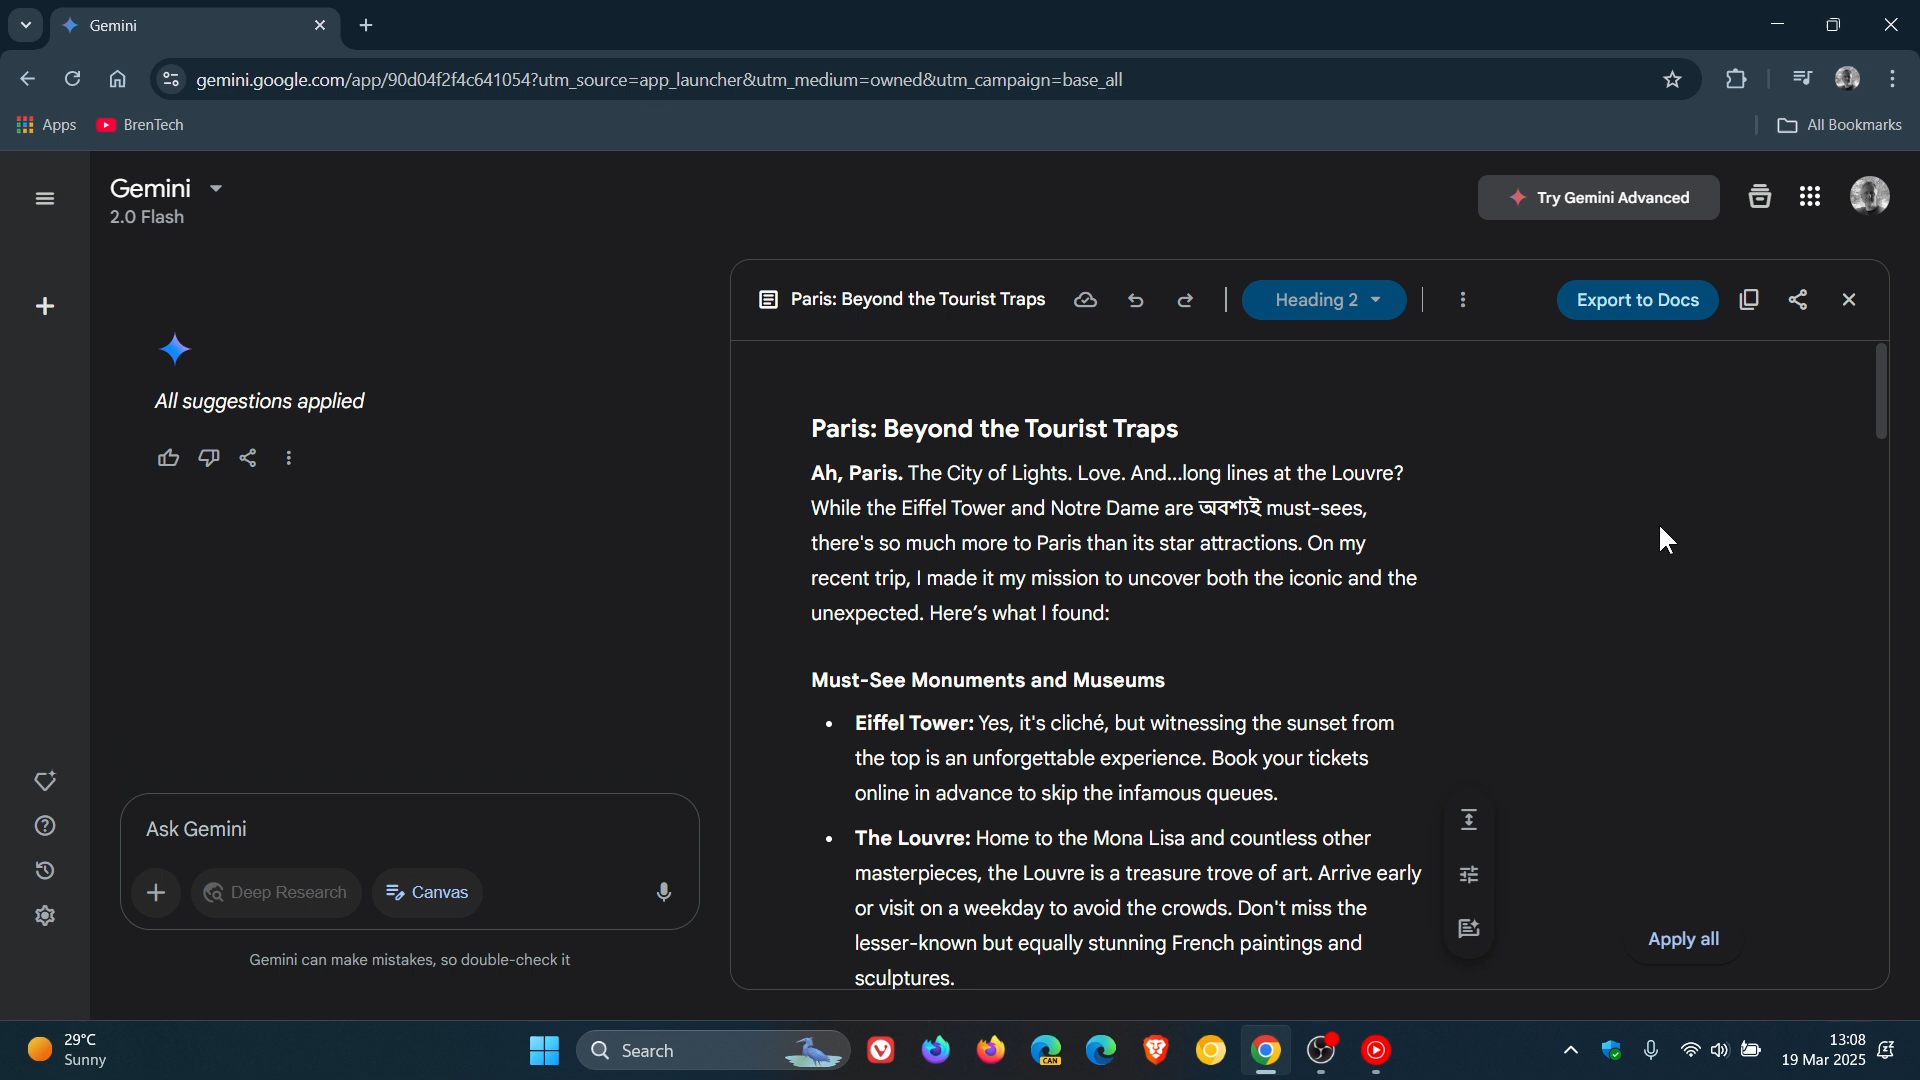 Gemini
gemini.google.com/app/90d04f2f4c641054?utm_source=app_launcher&utm_medium=owned&utm_campaign=base_all
Apps
BrenTech
All Bookmarks
Gemini
2.0 Flash
Try Gemini Advanced
All suggestions applied
Ask Gemini
Deep Research
Canvas
Gemini can make mistakes, so double-check it
Paris: Beyond the Tourist Traps
Heading 2
Export to Docs
Paris: Beyond the Tourist Traps
Ah, Paris. The City of Lights. Love. And...long lines at the Louvre?
While the Eiffel Tower and Notre Dame are অবশ্যই must-sees,
there's so much more to Paris than its star attractions. On my
recent trip, I made it my mission to uncover both the iconic and the
unexpected. Here’s what I found:
Must-See Monuments and Museums
• Eiffel Tower: Yes, it's cliché, but witnessing the sunset from
the top is an unforgettable experience. Book your tickets
online in advance to skip the infamous queues.
• The Louvre: Home to the Mona Lisa and countless other
masterpieces, the Louvre is a treasure trove of art. Arrive early
or visit on a weekday to avoid the crowds. Don't miss the
lesser-known but equally stunning French paintings and
sculptures.
Apply all
29°C
Sunny
Search
CAN
13:08
19 Mar 2025